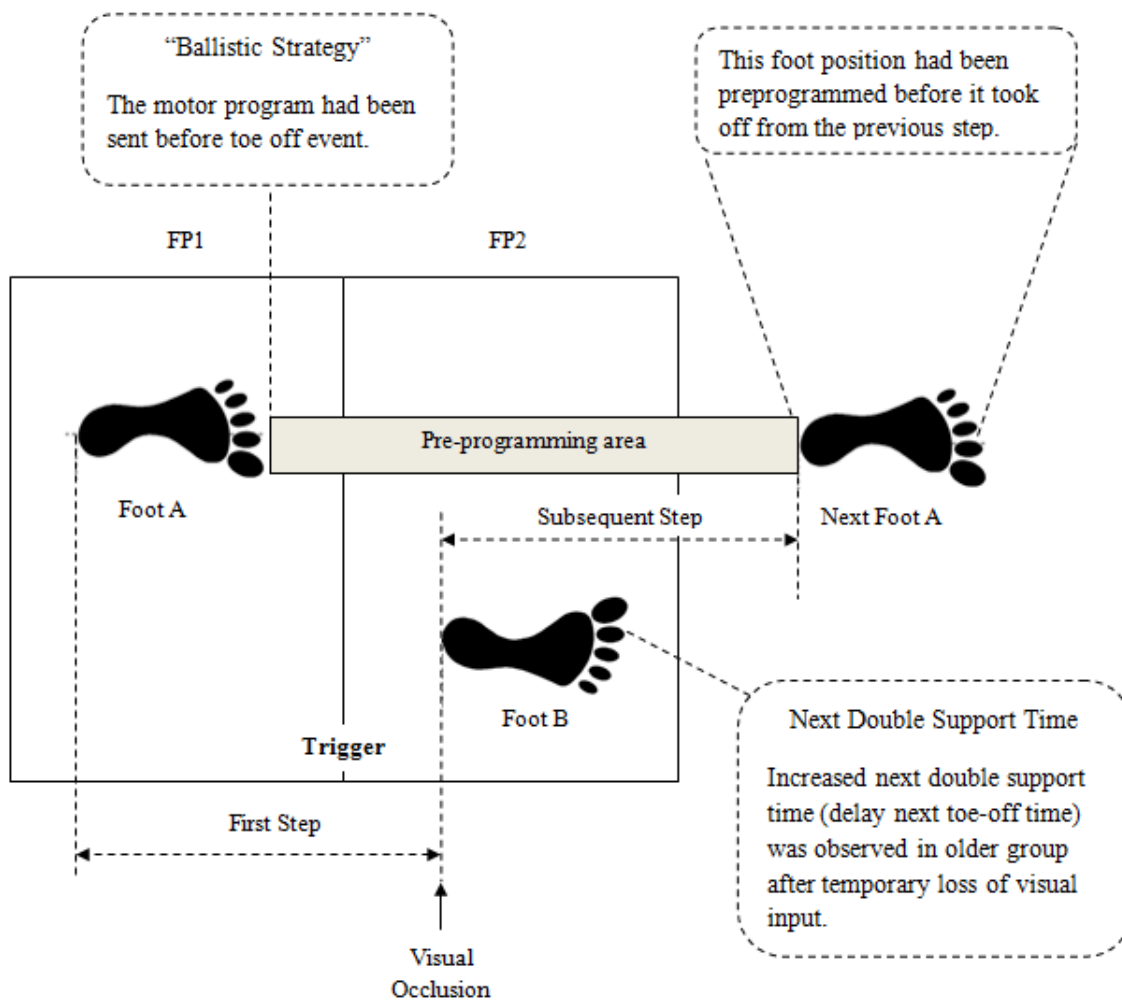 “Ballistic Strategy”
The motor program had been
sent before toe off event.
This foot position had been
preprogrammed before it took
off from the previous step.
FP1
FP2
Pre-programming area
Foot A
Subsequent Step
Next Foot A
Foot B
Trigger
First Step
Next Double Support Time
Increased next double support
time (delay next toe-off time)
was observed in older group
after temporary loss of visual
input.
Visual
Occlusion